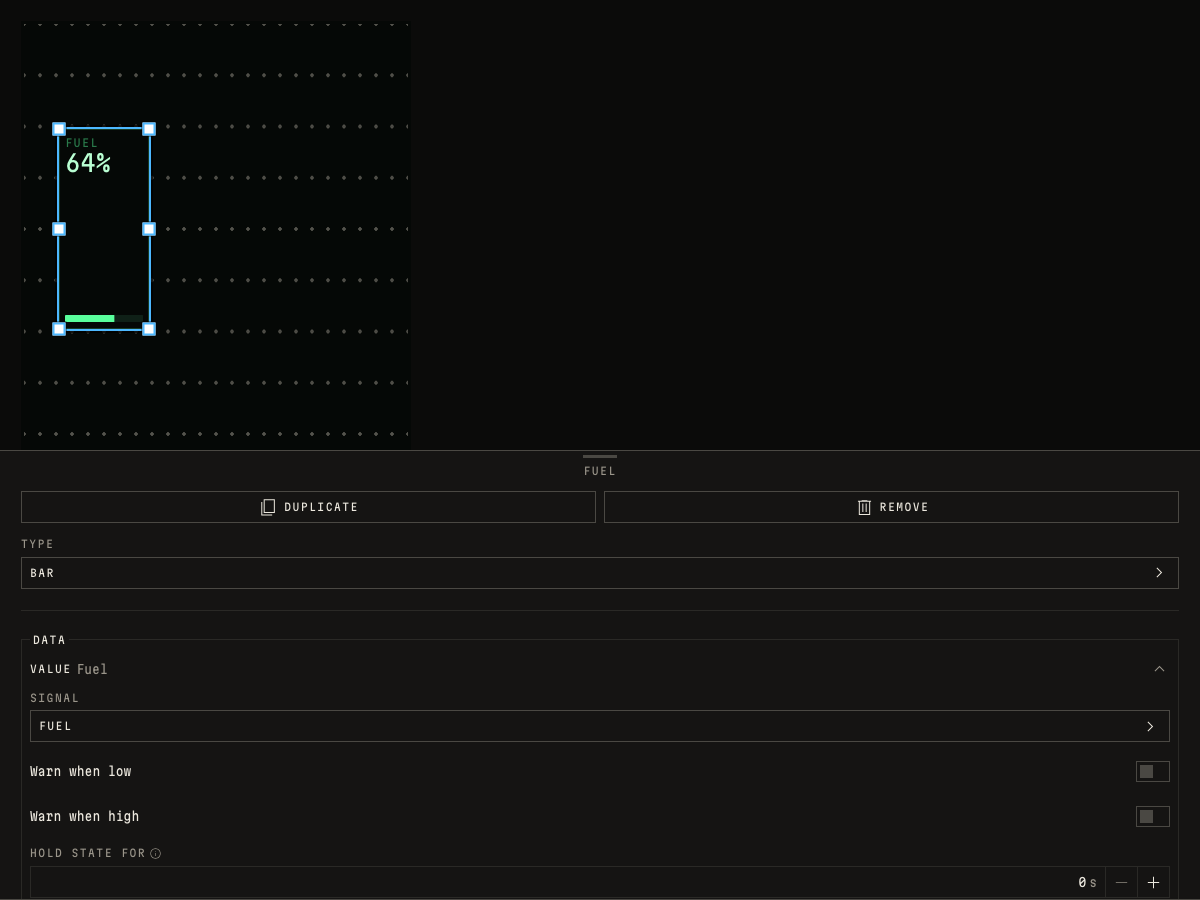 FUEL
64%
FUEL
DUPLICATE
REMOVE
TYPE
BAR
DATA
VALUE Fuel
SIGNAL
FUEL
Warn when low
Warn when high
HOLD STATE FOR
0 s